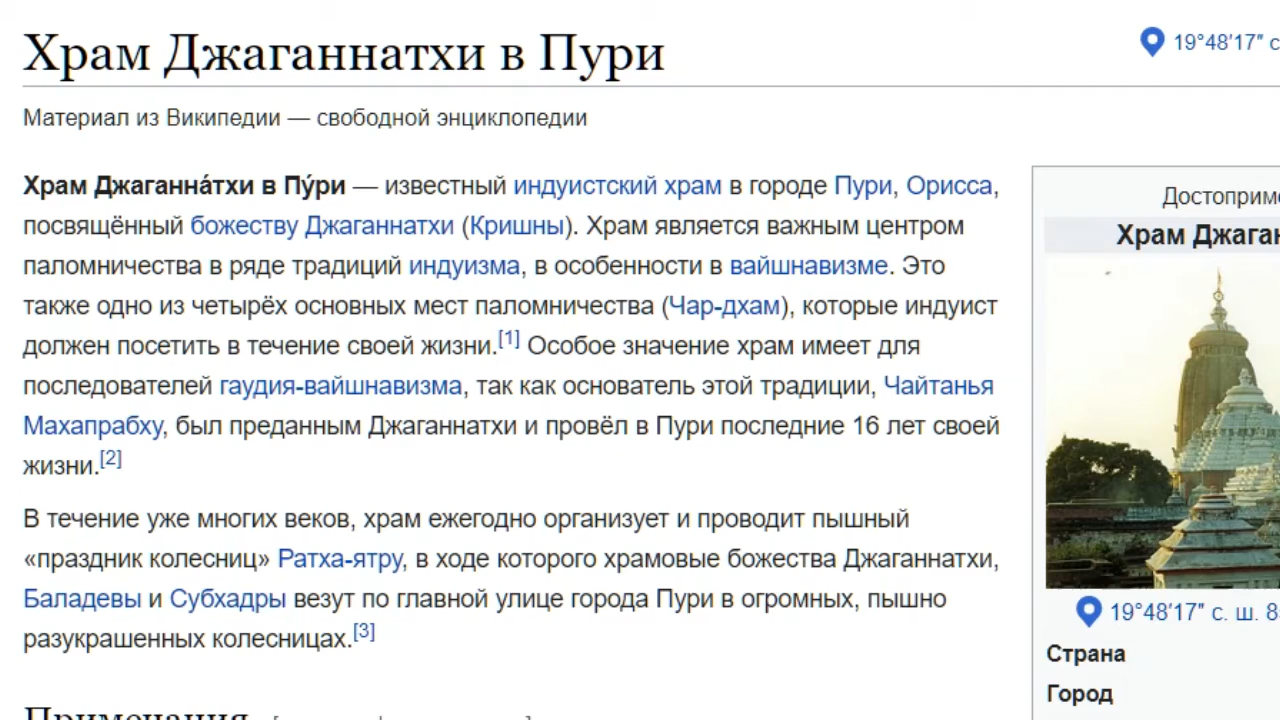 Храм Джаганнатхи в Пури
19°48′17″ с
Материал из Википедии — свободной энциклопедии
Храм Джаганна́тхи в Пу́ри — известный индуистский храм в городе Пури, Орисса,
посвящённый божеству Джаганнатхи (Кришны). Храм является важным центром
паломничества в ряде традиций индуизма, в особенности в вайшнавизме. Это
также одно из четырёх основных мест паломничества (Чар-дхам), которые индуист
должен посетить в течение своей жизни.[1] Особое значение храм имеет для
последователей гаудия-вайшнавизма, так как основатель этой традиции, Чайтанья
Махапрабху, был преданным Джаганнатхи и провёл в Пури последние 16 лет своей
жизни.[2]
В течение уже многих веков, храм ежегодно организует и проводит пышный
«праздник колесниц» Ратха-ятру, в ходе которого храмовые божества Джаганнатхи,
Баладевы и Субхадры везут по главной улице города Пури в огромных, пышно
разукрашенных колесницах.[3]
Примечания
Достоприме
Храм Джаган
19°48′17″ с. ш. 8
Страна
Город